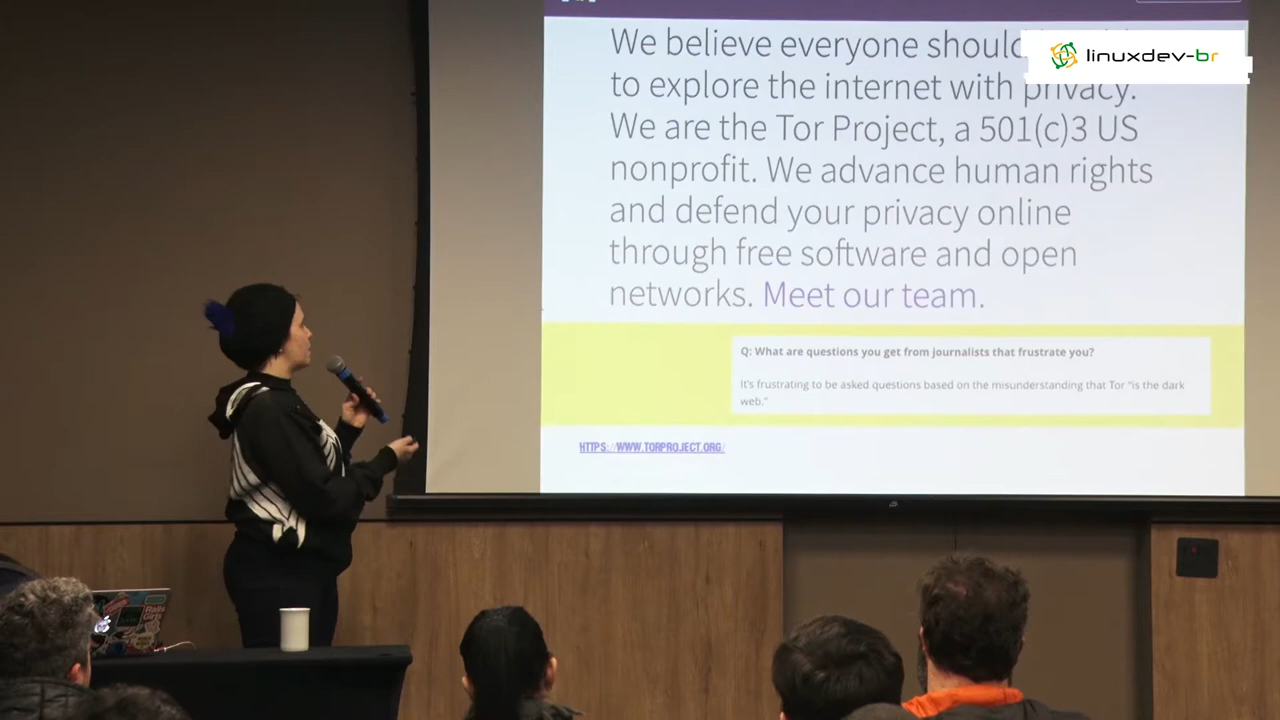 We believe everyone should
linuxdev-br
to explore the internet with privacy.
We are the Tor Project, a 501(c)3 US
nonprofit. We advance human rights
and defend your privacy online
through free software and open
networks. Meet our team.
Q: What are questions you get from journalists that frustrate you?
It's frustrating to be asked questions based on the misunderstanding that Tor "is the dark
web."
HTTPS://WWW.TORPROJECT.ORG/
Rails
Girls